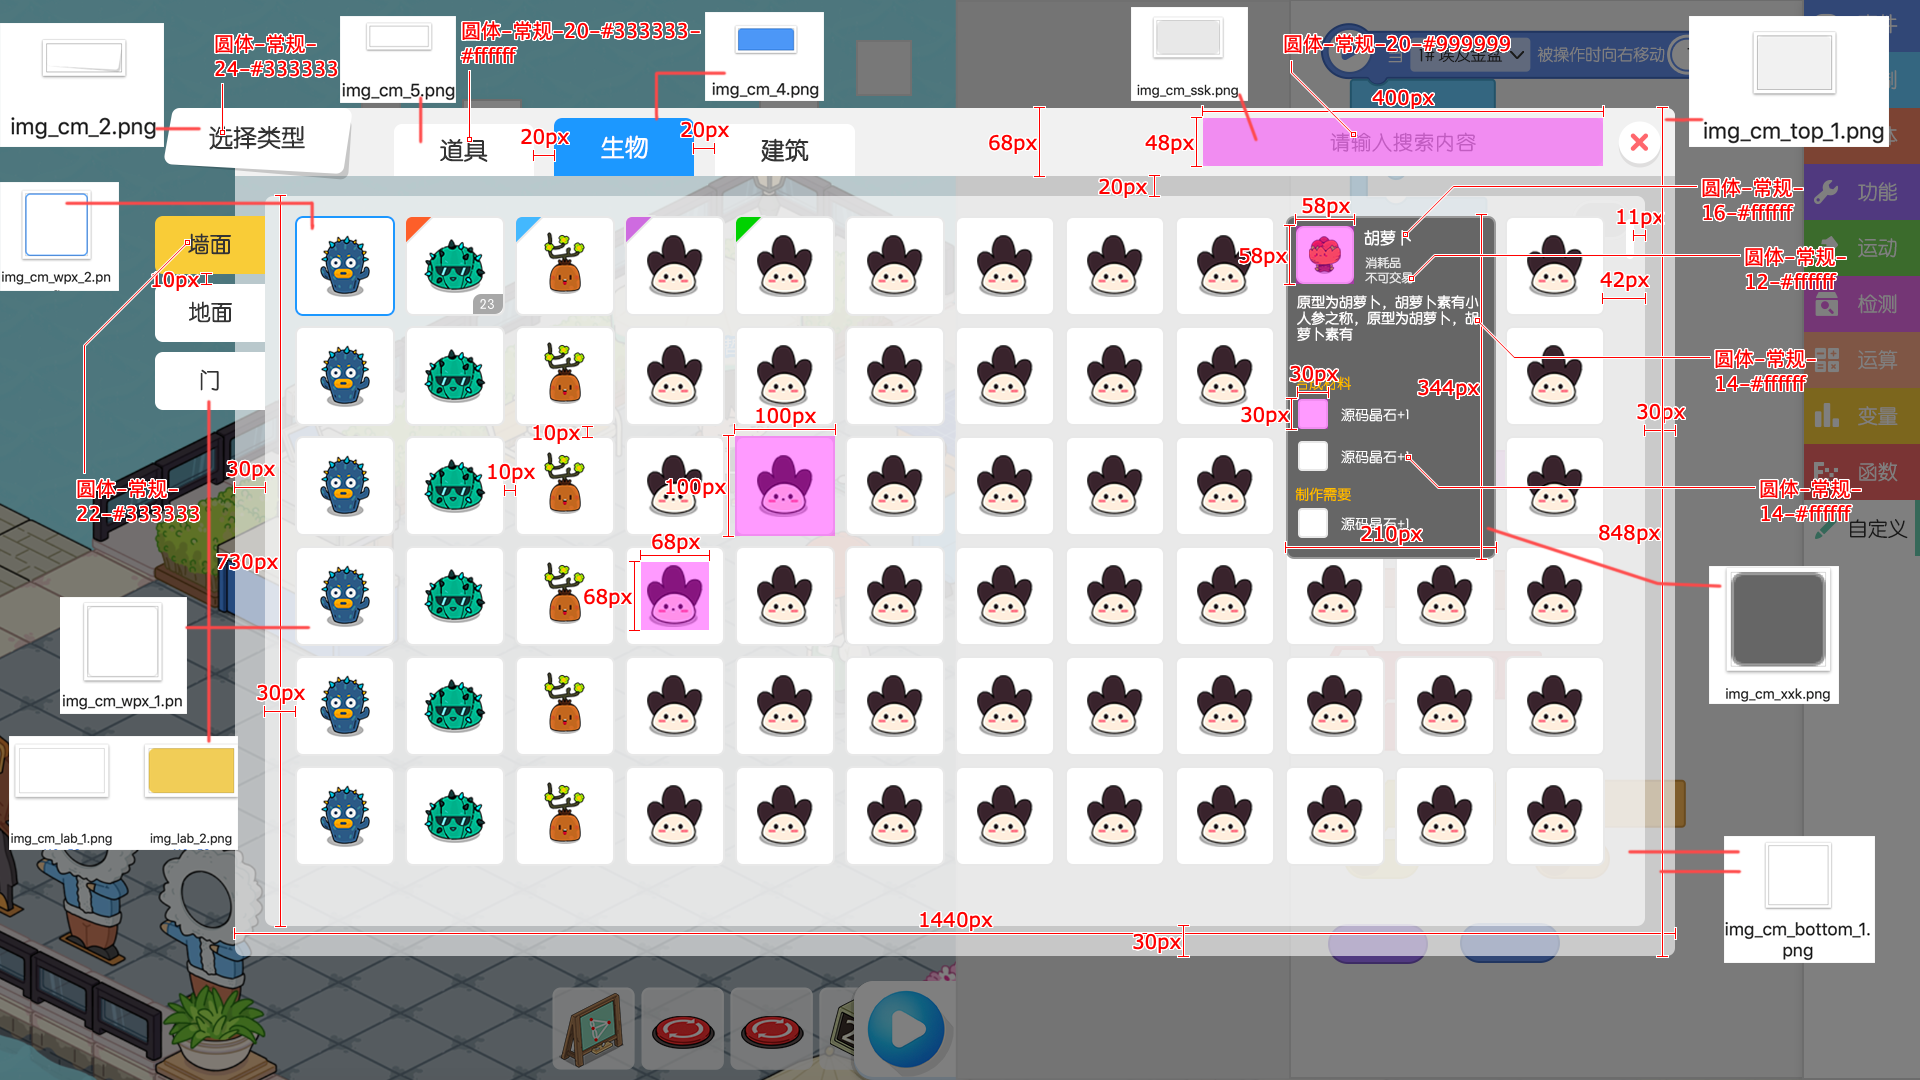 圆体-常规-
24-#333333
圆体-常规-20-#333333-
#ffffff
img_cm_2.png
img_cm_5.png
img_cm_4.png
img_cm_ssk.png
圆体-常规-20-#999999
被操作时向右移动
400px
img_cm_top_1.png
选择类型
道具
20px
生物
20px
建筑
68px
48px
请输入搜索内容
20px
img_cm_wpx_2.pn
墙面
10px
地面
门
23
58px
58px
胡萝卜
消耗品
不可交易
原型为胡萝卜，胡萝卜素有小
人参之称，原型为胡萝卜，胡
萝卜素有
30px
344px
30px
源码晶石+1
源码晶石+
制作需要
源码晶石+1
210px
圆体-常规-
16-#ffffff
11px
圆体-常规-
12-#ffffff
42px
圆体-常规-
14-#ffffff
30px
圆体-常规-
14-#ffffff
848px
功能
运动
检测
运算
变量
函数
自定义
100px
10px
10px
100px
30px
圆体-常规-
22-#333333
730px
68px
68px
img_cm_wpx_1.pn
30px
img_cm_lab_1.png
img_lab_2.png
img_cm_xxk.png
1440px
30px
img_cm_bottom_1.
png